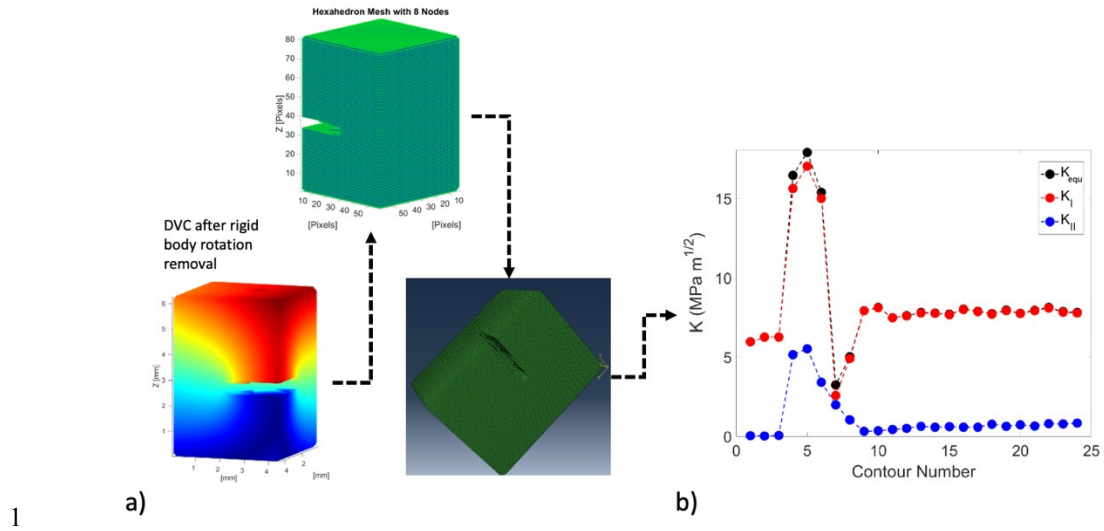 Hexahedron Mesh with 8 Nodes
80
70
60
50
40
30
20
10
Z [Pixels]
10 20 30 40 50
50 40 30 20 10
[Pixels]
[Pixels]
DVC after rigid
body rotation
removal
6
5
4
3
2
1
Z [mm]
1 2 3 4
4 2
[mm]
[mm]
K (MPa m1/2)
15
10
5
0
0 5 10 15 20 25
Contour Number
Kequ
KI
KII
1
a)
b)